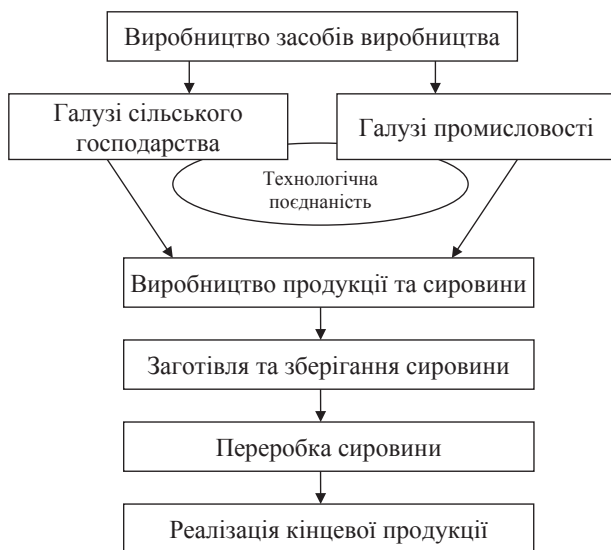 Виробництво засобів виробництва
Галузі сільського
господарства
Галузі промисловості
Технологічна
поєднаність
Виробництво продукції та сировини
Заготівля та зберігання сировини
Переробка сировини
Реалізація кінцевої продукції